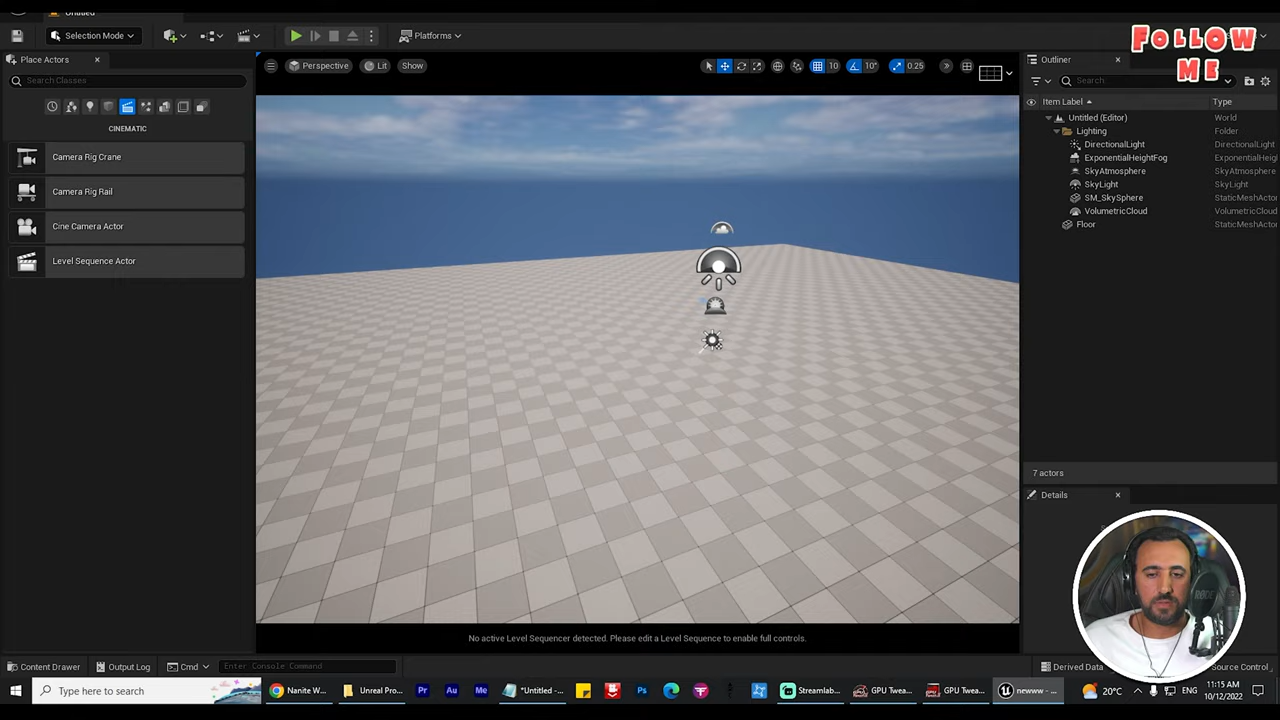 Untitled
Selection Mode
Platforms
FOLLOW
ME
Place Actors
Search Classes
CINEMATIC
Camera Rig Crane
Camera Rig Rail
Cine Camera Actor
Level Sequence Actor
Perspective
Lit
Show
10
10°
0.25
No active Level Sequencer detected. Please edit a Level Sequence to enable full controls.
Outliner
Search...
Item Label
Type
Untitled (Editor)
World
Lighting
Folder
DirectionalLight
DirectionalLight
ExponentialHeightFog
ExponentialHeig
SkyAtmosphere
SkyAtmosphere
SkyLight
SkyLight
SM_SkySphere
StaticMeshActo
VolumetricCloud
VolumetricCloud
Floor
StaticMeshActo
7 actors
Details
Content Drawer
Output Log
Cmd
Enter Console Command
Derived Data
Source Control
Type here to search
Nanite W...
Unreal Pro...
Pr
Au
Me
*Untitled -...
Ps
Streamlab...
GPU Twea...
GPU Twea...
newww - ...
20°C
ENG
11:15 AM
10/12/2022
RODE